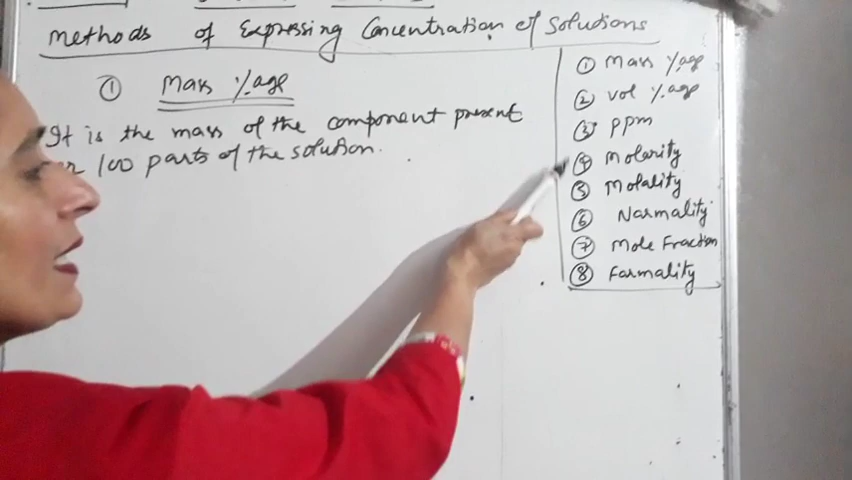 Methods of Expressing Concentration of Solutions
① Mass %age
It is the mass of the component present
100 parts of the solution.
① Mass %age
② Vol %age
③ ppm
④ Molarity
⑤ Molality
⑥ Normality
⑦ Mole Fraction
⑧ Formality